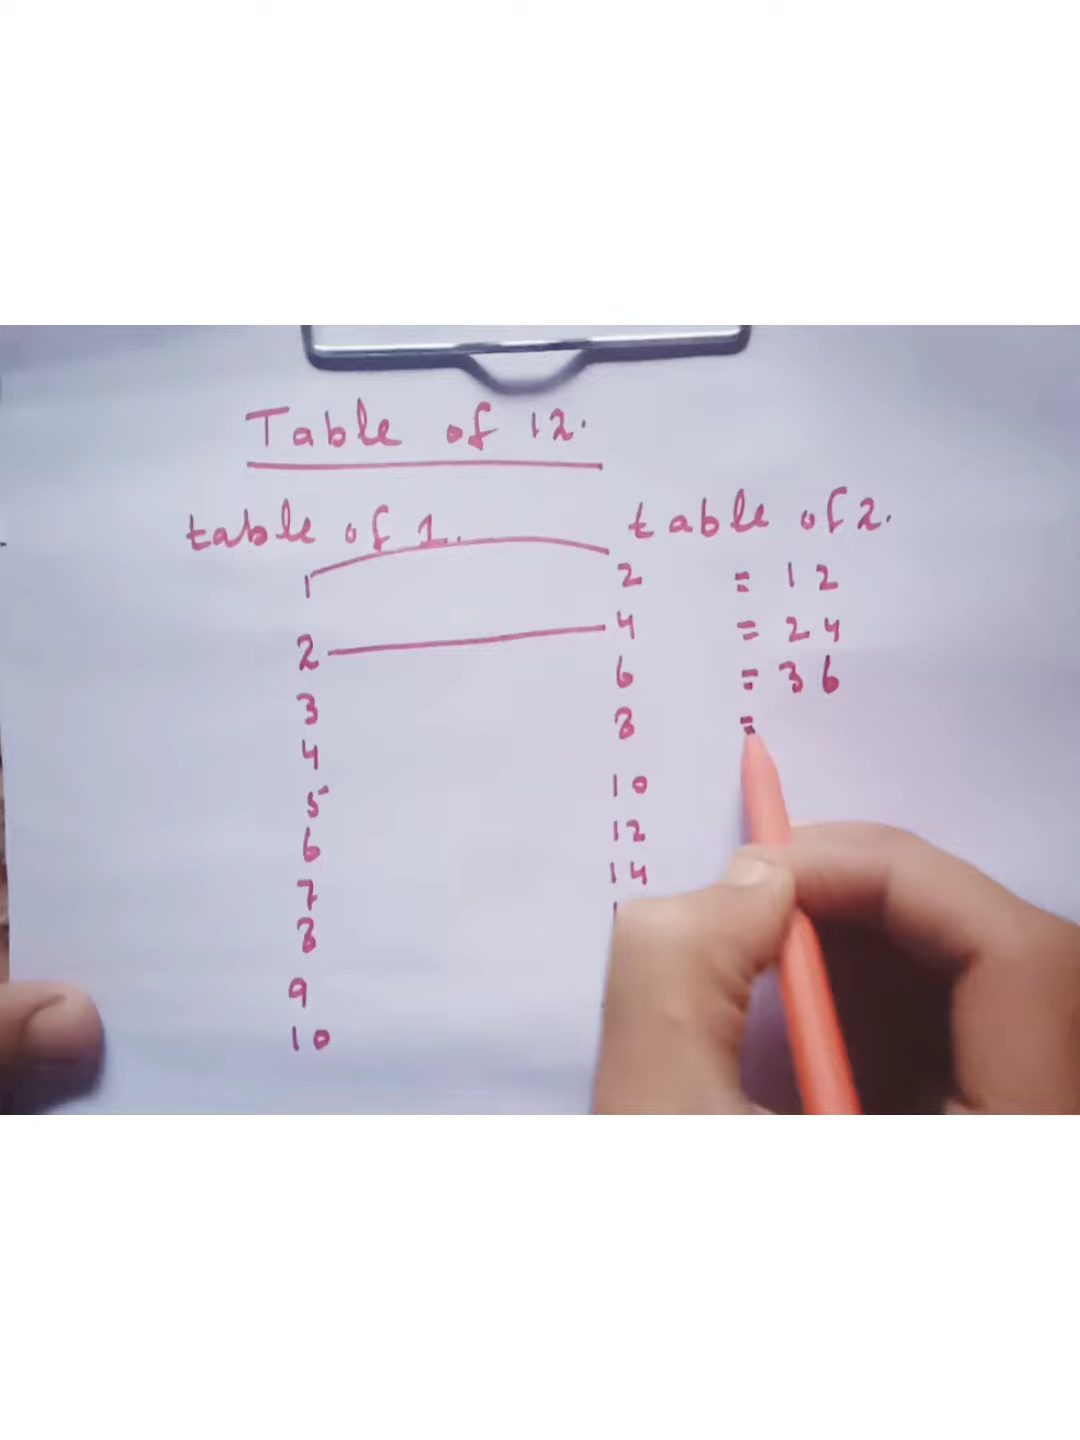 Table of 12.
table of 1. table of 2.
1 2 = 12
2 4 = 24
3 6 = 36
4 8 =
5 10
6 12
7 14
8
9
10